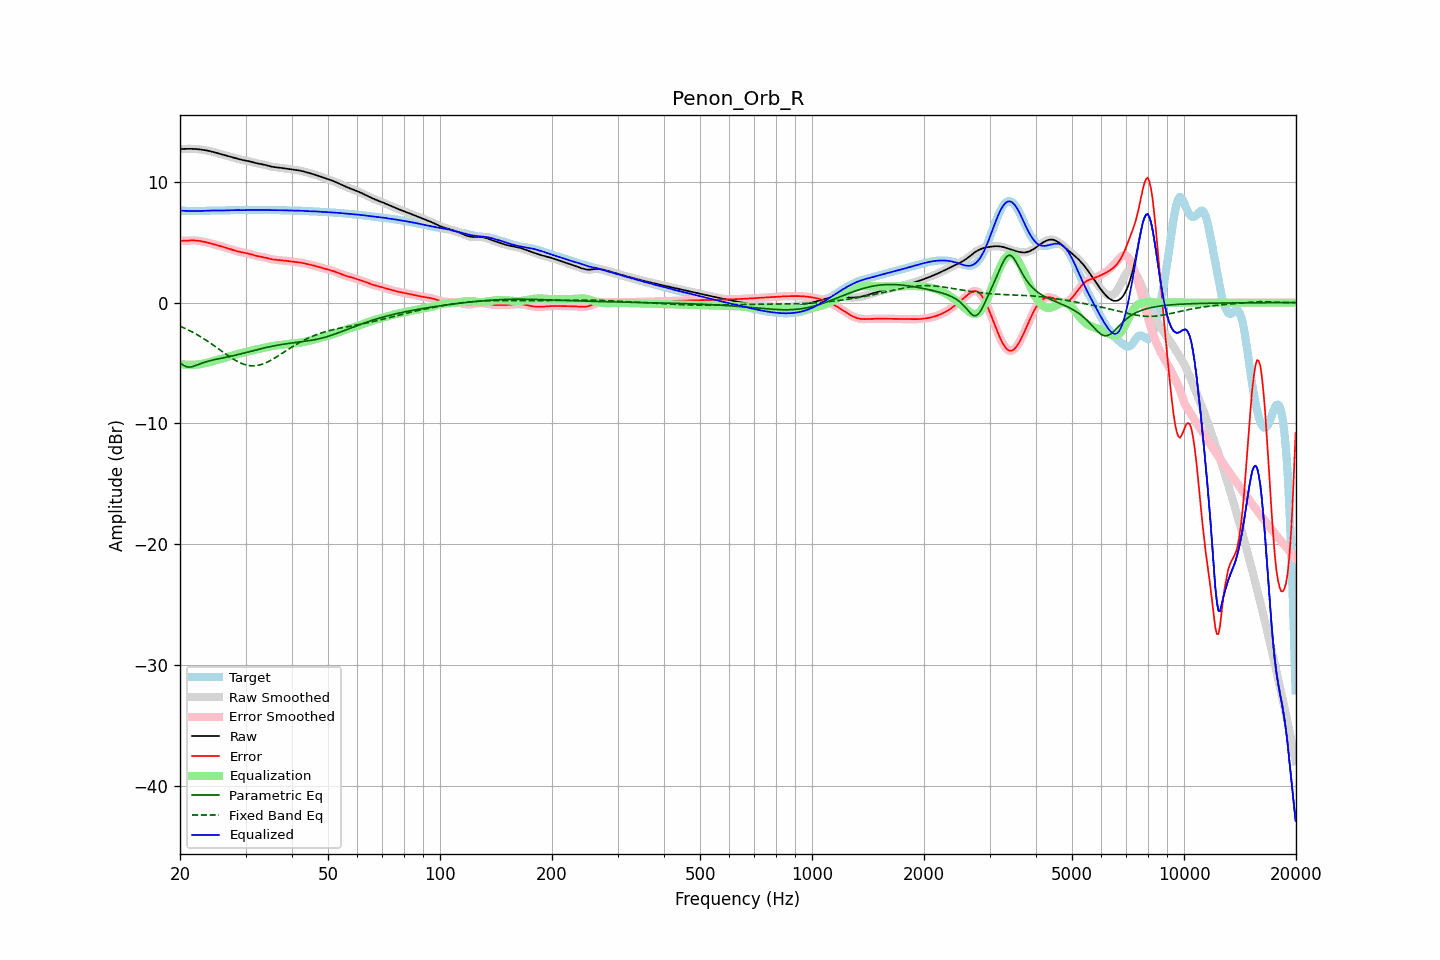 Penon_Orb_R
Amplitude (dBr)
10
0
−10
−20
−30
−40
Target
Raw Smoothed
Error Smoothed
Raw
Error
Equalization
Parametric Eq
Fixed Band Eq
Equalized
20 50 100 200 500 1000 2000 5000 10000 20000
Frequency (Hz)